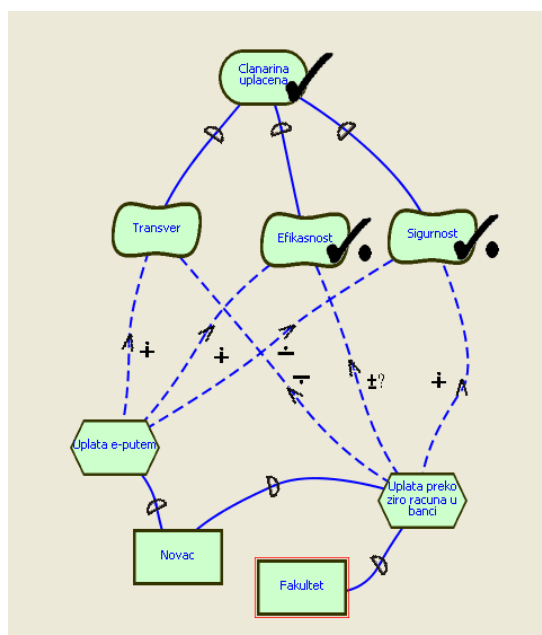 Clanarina
uplacena
Transver
Efikasnost
Sigurnost
+
+
÷
÷
±?
+
Uplata e-putem
Uplata preko
ziro racuna u
banci
Novac
Fakultet